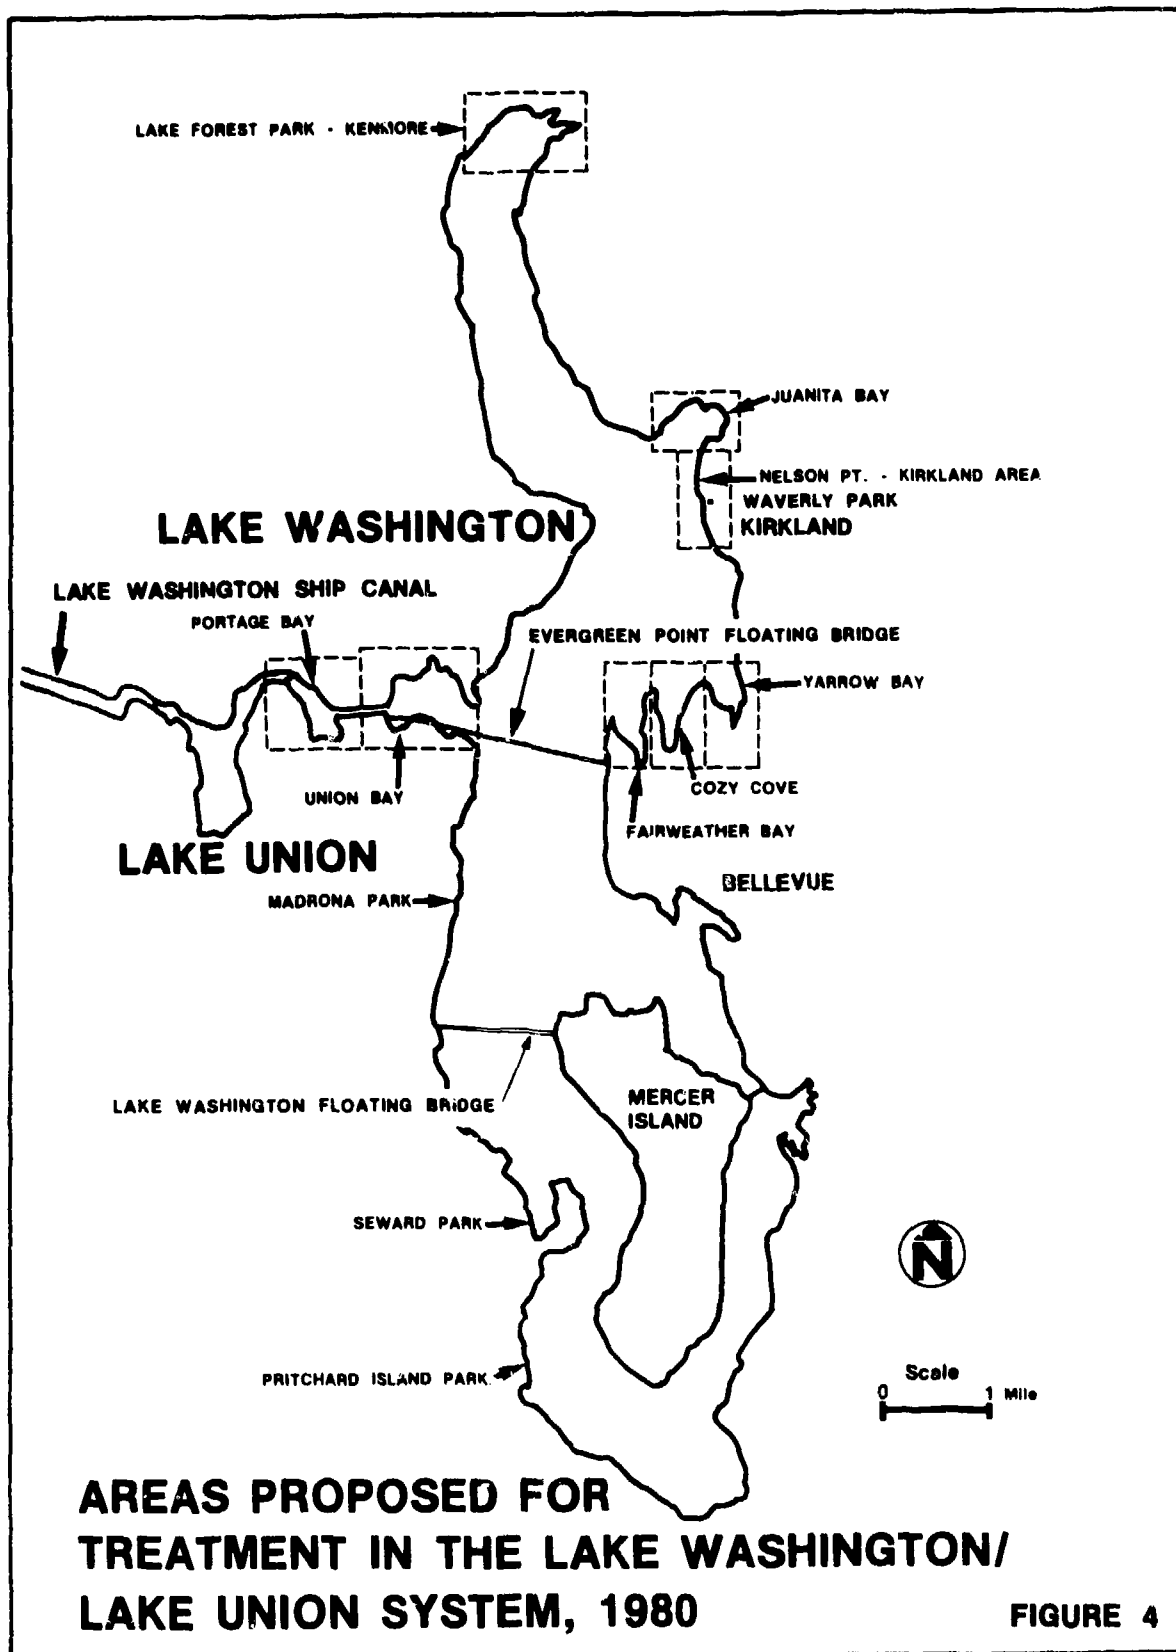 LAKE FOREST PARK - KENMORE
JUANITA BAY
NELSON PT. - KIRKLAND AREA
WAVERLY PARK
KIRKLAND
LAKE WASHINGTON
LAKE WASHINGTON SHIP CANAL
PORTAGE BAY
EVERGREEN POINT FLOATING BRIDGE
YARROW BAY
UNION BAY
COZY COVE
FAIRWEATHER BAY
LAKE UNION
BELLEVUE
MADRONA PARK
LAKE WASHINGTON FLOATING BRIDGE
MERCER
ISLAND
SEWARD PARK
N
PRITCHARD ISLAND PARK
Scale
0 1 Mile
AREAS PROPOSED FOR
TREATMENT IN THE LAKE WASHINGTON/
LAKE UNION SYSTEM, 1980
FIGURE 4